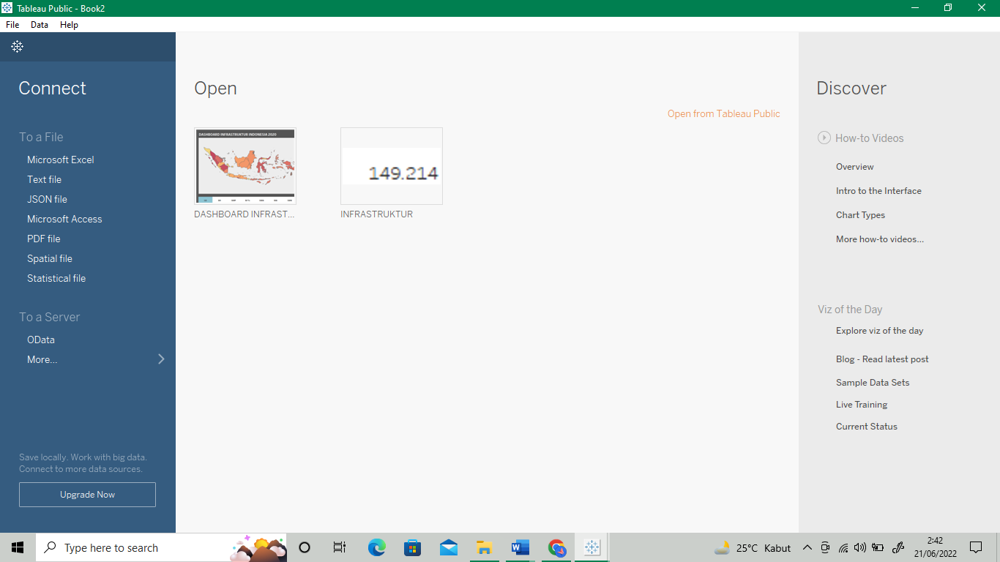 Tableau Public - Book2
File Data Help
Connect
To a File
Microsoft Excel
Text file
JSON file
Microsoft Access
PDF file
Spatial file
Statistical file
To a Server
OData
More...
Save locally. Work with big data.
Connect to more data sources.
Upgrade Now
Open
Open from Tableau Public
DASHBOARD INFRASTRUKTUR INDONESIA 2020
DASHBOARD INFRAST...
149.214
INFRASTRUKTUR
Discover
How-to Videos
Overview
Intro to the Interface
Chart Types
More how-to videos...
Viz of the Day
Explore viz of the day
Blog - Read latest post
Sample Data Sets
Live Training
Current Status
Type here to search
25°C Kabut
2:42
21/06/2022